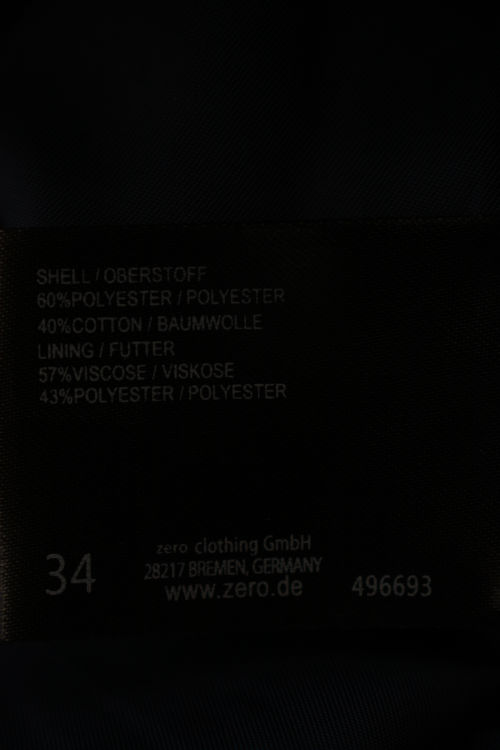 SHELL / OBERSTOFF
60%POLYESTER / POLYESTER
40%COTTON / BAUMWOLLE
LINING / FUTTER
57%VISCOSE / VISKOSE
43%POLYESTER / POLYESTER
zero clothing GmbH
28217 BREMEN, GERMANY
34 www.zero.de 496693